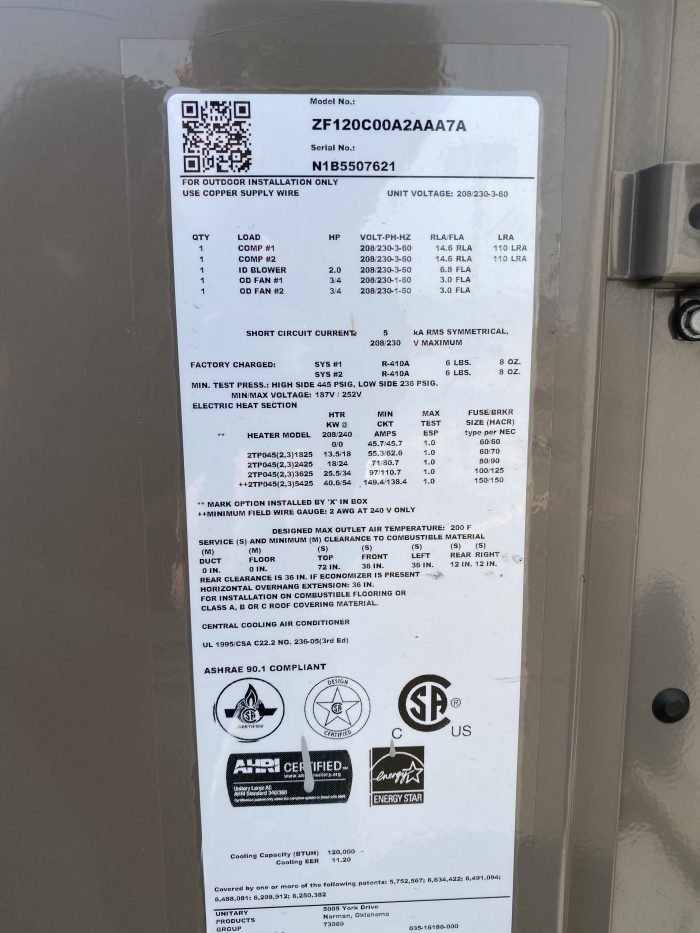 Model No.:
ZF120C00A2AAA7A
Serial No.:
N1B5507621
FOR OUTDOOR INSTALLATION ONLY
USE COPPER SUPPLY WIRE UNIT VOLTAGE: 208/230-3-60
QTY LOAD HP VOLT-PH-HZ RLA/FLA LRA
1 COMP #1 208/230-3-60 14.6 RLA 110 LRA
1 COMP #2 208/230-3-60 14.6 RLA 110 LRA
1 ID BLOWER 2.0 208/230-3-60 6.8 FLA
1 OD FAN #1 3/4 208/230-1-60 3.0 FLA
1 OD FAN #2 3/4 208/230-1-60 3.0 FLA
SHORT CIRCUIT CURRENT: 5 kA RMS SYMMETRICAL,
208/230 V MAXIMUM
FACTORY CHARGED: SYS #1 R-410A 6 LBS. 8 OZ.
SYS #2 R-410A 6 LBS. 8 OZ.
MIN. TEST PRESS.: HIGH SIDE 445 PSIG, LOW SIDE 236 PSIG.
MIN/MAX VOLTAGE: 187V / 252V
ELECTRIC HEAT SECTION
HTR MIN MAX FUSE/BRKR
KW @ CKT TEST SIZE (HACR)
** HEATER MODEL 208/240 AMPS ESP type per NEC
0/0 45.7/45.7 1.0 60/60
2TP045(2,3)1825 13.5/18 55.3/62.6 1.0 60/70
2TP045(2,3)2425 18/24 71/80.7 1.0 80/90
2TP045(2,3)3625 25.5/34 97/110.7 1.0 100/125
++2TP045(2,3)5425 40.6/54 149.4/138.4 1.0 150/150
** MARK OPTION INSTALLED BY 'X' IN BOX
++MINIMUM FIELD WIRE GAUGE: 2 AWG AT 240 V ONLY
DESIGNED MAX OUTLET AIR TEMPERATURE: 200 F
SERVICE (S) AND MINIMUM (M) CLEARANCE TO COMBUSTIBLE MATERIAL
(M) (M) (S) (S) (S) (S) (S)
DUCT FLOOR TOP FRONT LEFT REAR RIGHT
0 IN. 0 IN. 72 IN. 36 IN. 36 IN. 12 IN. 12 IN.
REAR CLEARANCE IS 36 IN. IF ECONOMIZER IS PRESENT
HORIZONTAL OVERHANG EXTENSION: 36 IN.
FOR INSTALLATION ON COMBUSTIBLE FLOORING OR
CLASS A, B OR C ROOF COVERING MATERIAL.
CENTRAL COOLING AIR CONDITIONER
UL 1995/CSA C22.2 NO. 236-05(3rd Ed)
ASHRAE 90.1 COMPLIANT
SA CERTIFIED
DESIGN SA CERTIFIED
SA ®
C US
AHRI CERTIFIED
www.ahridirectory.org
Unitary Large AC
AHRI Standard 340/360
energy
ENERGY STAR
Cooling Capacity (BTUH) 120,000
Cooling EER 11.20
Covered by one or more of the following patents: 5,752,567; 6,634,422; 6,491,094;
6,488,081; 6,298,912; 6,250,382
UNITARY 5005 York Drive
PRODUCTS Norman, Oklahoma
GROUP 73069 035-16186-000